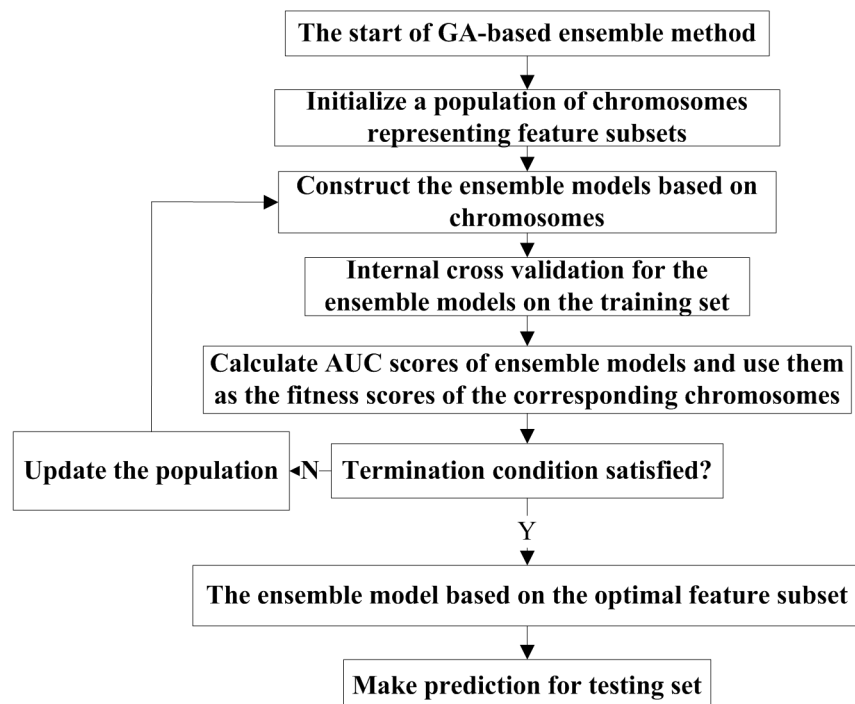 The start of GA-based ensemble method
Initialize a population of chromosomes
representing feature subsets
Construct the ensemble models based on
chromosomes
Internal cross validation for the
ensemble models on the training set
Calculate AUC scores of ensemble models and use them
as the fitness scores of the corresponding chromosomes
Update the population
N
Termination condition satisfied?
Y
The ensemble model based on the optimal feature subset
Make prediction for testing set